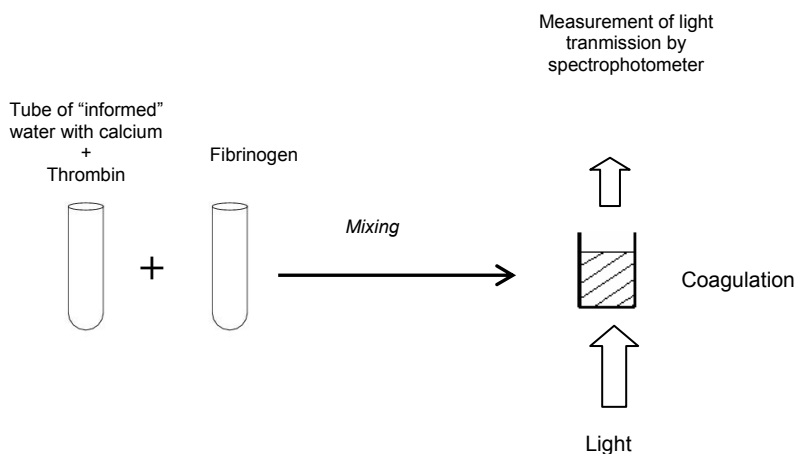 Measurement of light
tranmission by
spectrophotometer
Tube of “informed”
water with calcium
+
Thrombin
Fibrinogen
+
Mixing
Coagulation
Light